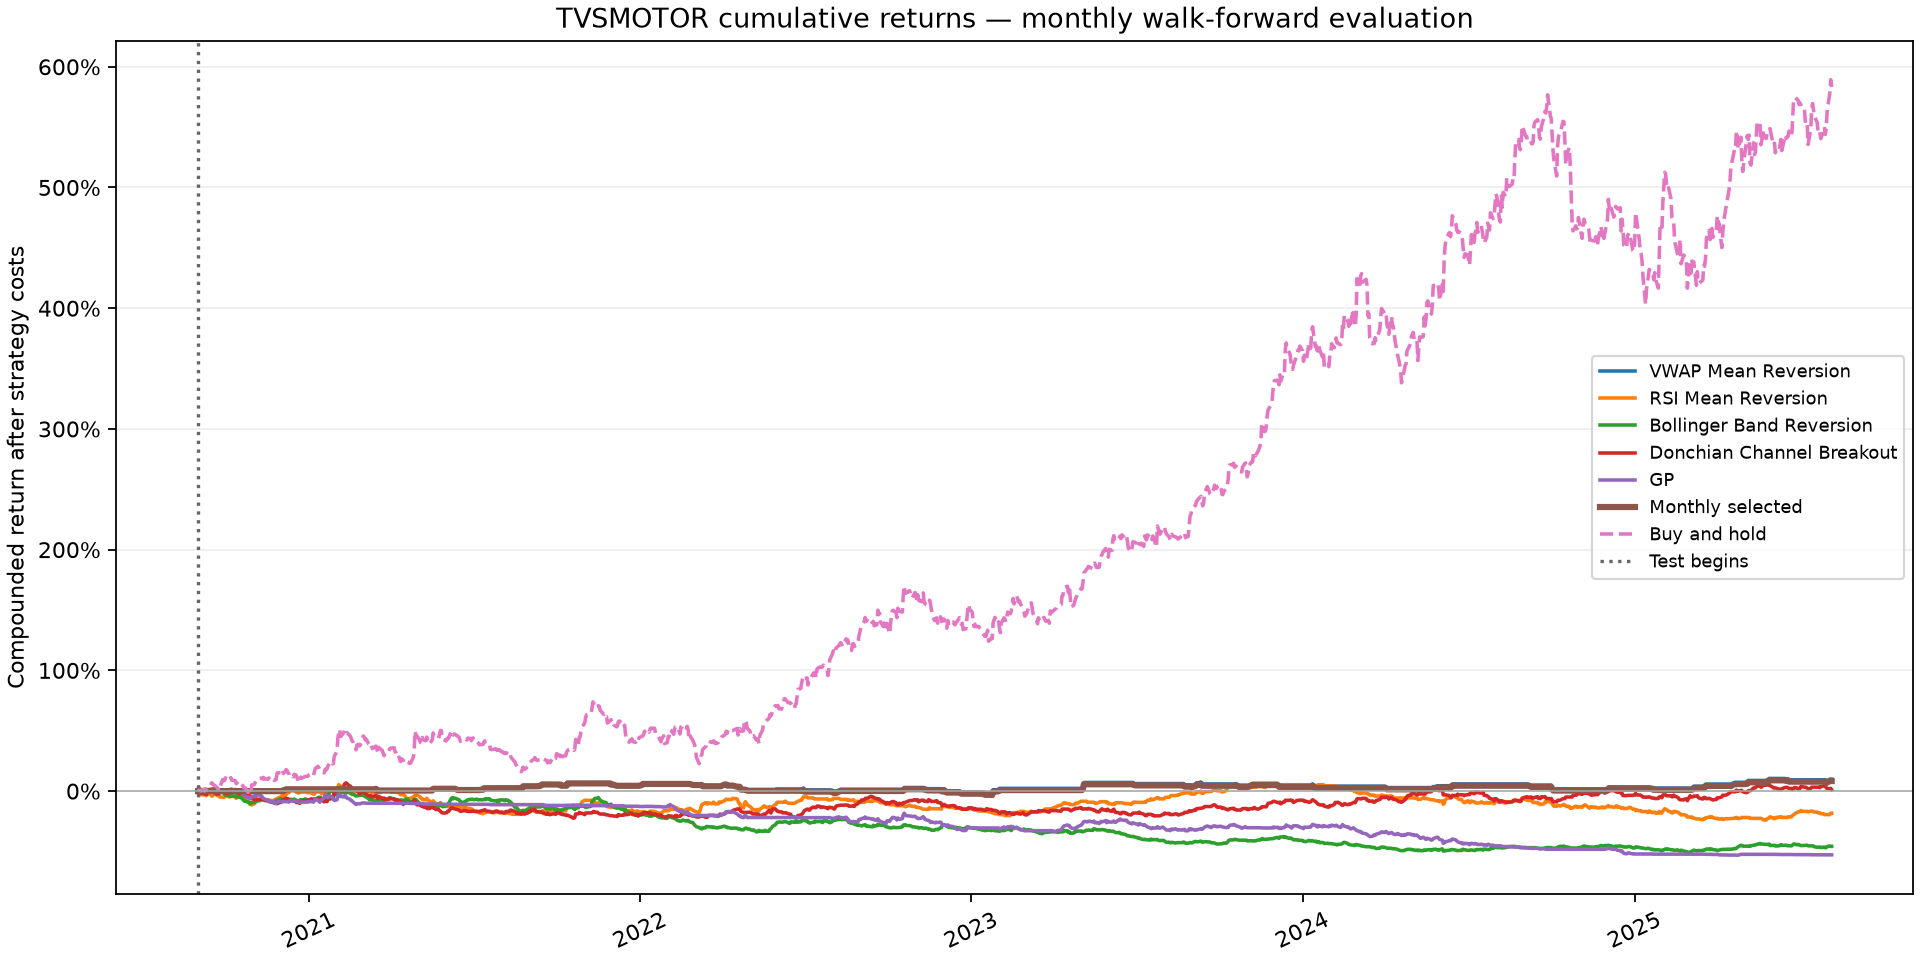 TVSMOTOR cumulative returns — monthly walk-forward evaluation
Compounded return after strategy costs
600%
500%
400%
300%
200%
100%
0%
VWAP Mean Reversion
RSI Mean Reversion
Bollinger Band Reversion
Donchian Channel Breakout
GP
Monthly selected
Buy and hold
Test begins
2021
2022
2023
2024
2025